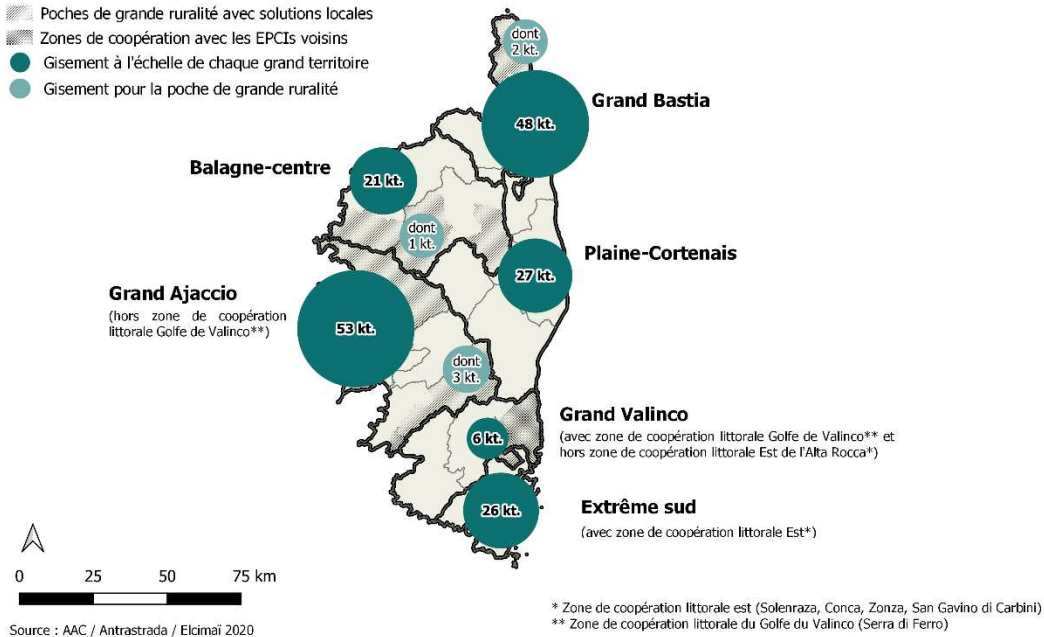 Poches de grande ruralité avec solutions locales
Zones de coopération avec les EPCIs voisins
Gisement à l'échelle de chaque grand territoire
Gisement pour la poche de grande ruralité
dont
2 kt.
Grand Bastia
48 kt.
Balagne-centre
21 kt.
dont
1 kt.
Plaine-Cortenais
27 kt.
Grand Ajaccio
(hors zone de coopération
littorale Golfe de Valinco**)
53 kt.
dont
3 kt.
Grand Valinco
(avec zone de coopération littorale Golfe de Valinco** et
hors zone de coopération littorale Est de l'Alta Rocca*)
6 kt.
Extrême sud
(avec zone de coopération littorale Est*)
26 kt.
0 25 50 75 km
* Zone de coopération littorale est (Solenraza, Conca, Zonza, San Gavino di Carbini)
** Zone de coopération littorale du Golfe du Valinco (Serra di Ferro)
Source : AAC / Antrastrada / Elcimaï 2020